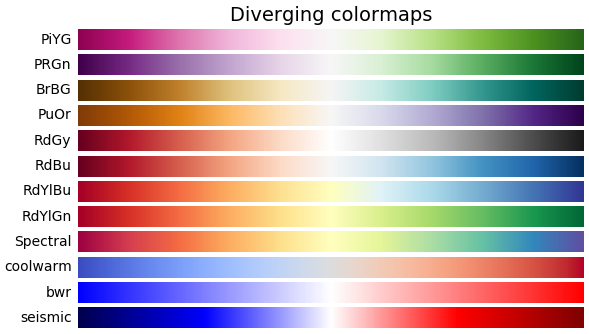 Diverging colormaps
PiYG
PRGn
BrBG
PuOr
RdGy
RdBu
RdYlBu
RdYlGn
Spectral
coolwarm
bwr
seismic